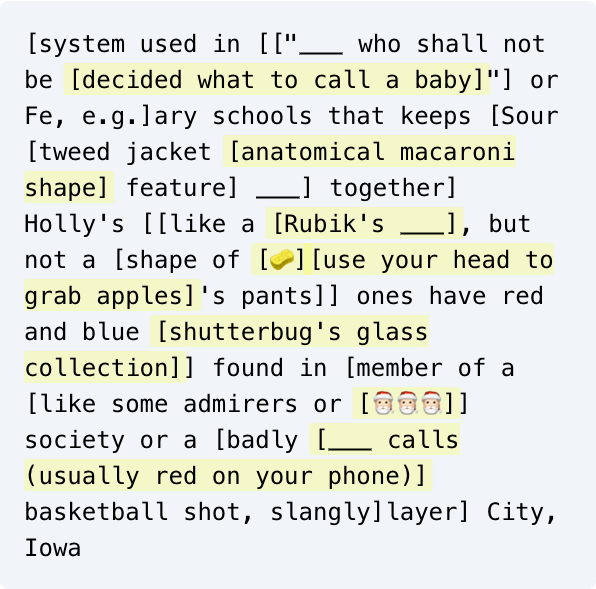 [system used in [["___ who shall not
be [decided what to call a baby]"] or
Fe, e.g.]ary schools that keeps [Sour
[tweed jacket [anatomical macaroni
shape] feature] ___] together]
Holly's [[like a [Rubik's ___], but
not a [shape of [🧽][use your head to
grab apples]'s pants]] ones have red
and blue [shutterbug's glass
collection]] found in [member of a
[like some admirers or [🎅🎅🎅]]
society or a [badly [___ calls
(usually red on your phone)]
basketball shot, slangly]layer] City,
Iowa